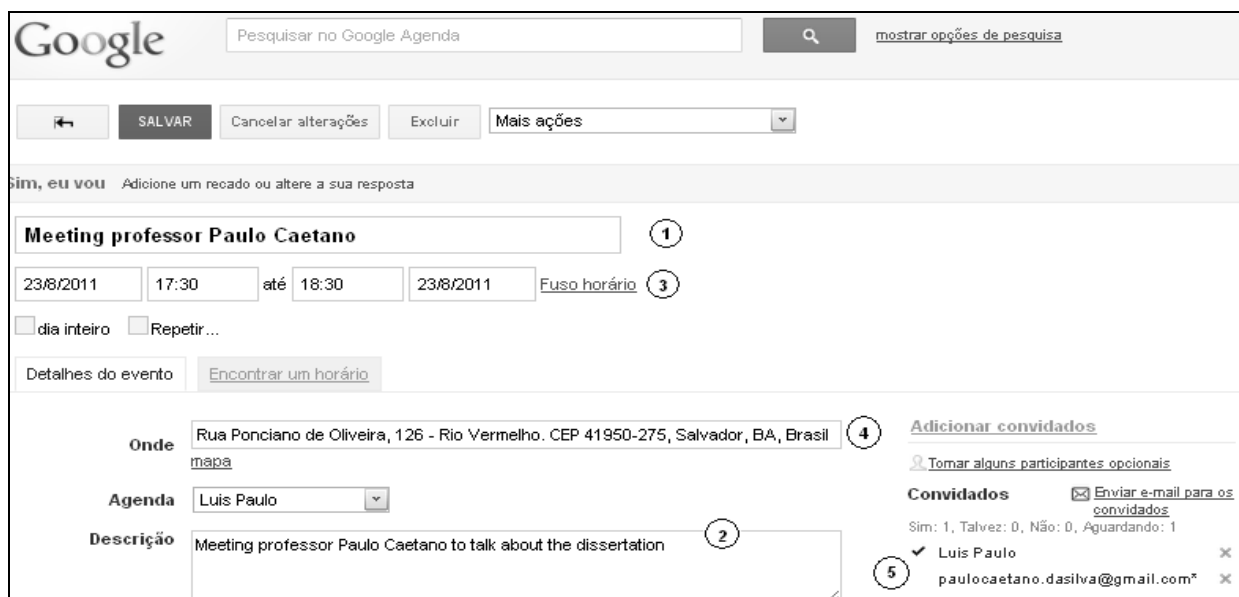 Google Pesquisar no Google Agenda mostrar opções de pesquisa
SALVAR Cancelar alterações Excluir Mais ações
Sim, eu vou Adicione um recado ou altere a sua resposta
Meeting professor Paulo Caetano 1
23/8/2011 17:30 até 18:30 23/8/2011 Fuso horário 3
dia inteiro Repetir...
Detalhes do evento Encontrar um horário
Onde Rua Ponciano de Oliveira, 126 - Rio Vermelho. CEP 41950-275, Salvador, BA, Brasil 4
mapa
Agenda Luis Paulo
Descrição Meeting professor Paulo Caetano to talk about the dissertation 2
Adicionar convidados
Tornar alguns participantes opcionais
Convidados Enviar e-mail para os
convidados
Sim: 1, Talvez: 0, Não: 0, Aguardando: 1
Luis Paulo
5 paulocaetano.dasilva@gmail.com*